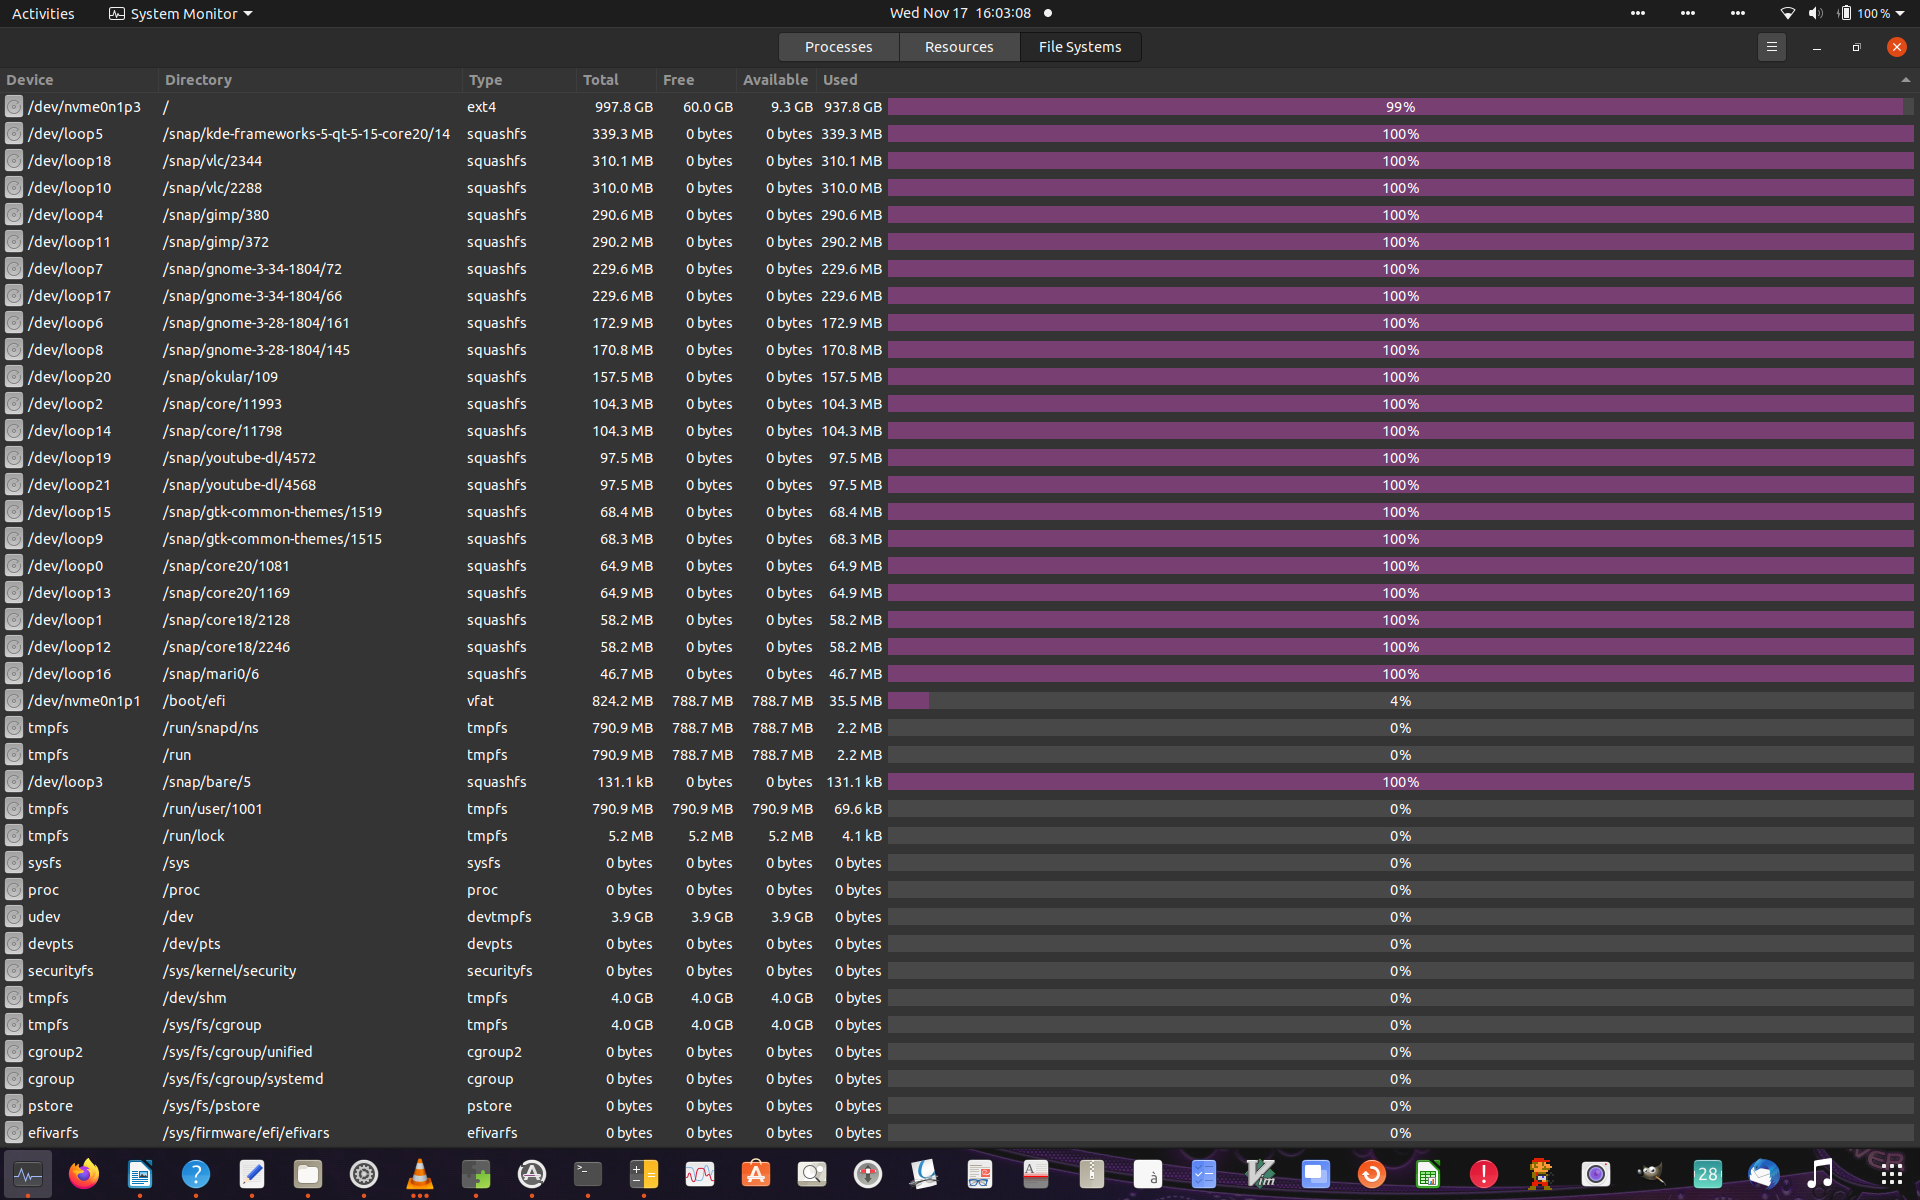 Activities System Monitor Wed Nov 17 16:03:08 100 %
Processes Resources File Systems
Device Directory Type Total Free Available Used
/dev/nvme0n1p3 / ext4 997.8 GB 60.0 GB 9.3 GB 937.8 GB 99%
/dev/loop5 /snap/kde-frameworks-5-qt-5-15-core20/14 squashfs 339.3 MB 0 bytes 0 bytes 339.3 MB 100%
/dev/loop18 /snap/vlc/2344 squashfs 310.1 MB 0 bytes 0 bytes 310.1 MB 100%
/dev/loop10 /snap/vlc/2288 squashfs 310.0 MB 0 bytes 0 bytes 310.0 MB 100%
/dev/loop4 /snap/gimp/380 squashfs 290.6 MB 0 bytes 0 bytes 290.6 MB 100%
/dev/loop11 /snap/gimp/372 squashfs 290.2 MB 0 bytes 0 bytes 290.2 MB 100%
/dev/loop7 /snap/gnome-3-34-1804/72 squashfs 229.6 MB 0 bytes 0 bytes 229.6 MB 100%
/dev/loop17 /snap/gnome-3-34-1804/66 squashfs 229.6 MB 0 bytes 0 bytes 229.6 MB 100%
/dev/loop6 /snap/gnome-3-28-1804/161 squashfs 172.9 MB 0 bytes 0 bytes 172.9 MB 100%
/dev/loop8 /snap/gnome-3-28-1804/145 squashfs 170.8 MB 0 bytes 0 bytes 170.8 MB 100%
/dev/loop20 /snap/okular/109 squashfs 157.5 MB 0 bytes 0 bytes 157.5 MB 100%
/dev/loop2 /snap/core/11993 squashfs 104.3 MB 0 bytes 0 bytes 104.3 MB 100%
/dev/loop14 /snap/core/11798 squashfs 104.3 MB 0 bytes 0 bytes 104.3 MB 100%
/dev/loop19 /snap/youtube-dl/4572 squashfs 97.5 MB 0 bytes 0 bytes 97.5 MB 100%
/dev/loop21 /snap/youtube-dl/4568 squashfs 97.5 MB 0 bytes 0 bytes 97.5 MB 100%
/dev/loop15 /snap/gtk-common-themes/1519 squashfs 68.4 MB 0 bytes 0 bytes 68.4 MB 100%
/dev/loop9 /snap/gtk-common-themes/1515 squashfs 68.3 MB 0 bytes 0 bytes 68.3 MB 100%
/dev/loop0 /snap/core20/1081 squashfs 64.9 MB 0 bytes 0 bytes 64.9 MB 100%
/dev/loop13 /snap/core20/1169 squashfs 64.9 MB 0 bytes 0 bytes 64.9 MB 100%
/dev/loop1 /snap/core18/2128 squashfs 58.2 MB 0 bytes 0 bytes 58.2 MB 100%
/dev/loop12 /snap/core18/2246 squashfs 58.2 MB 0 bytes 0 bytes 58.2 MB 100%
/dev/loop16 /snap/mari0/6 squashfs 46.7 MB 0 bytes 0 bytes 46.7 MB 100%
/dev/nvme0n1p1 /boot/efi vfat 824.2 MB 788.7 MB 788.7 MB 35.5 MB 4%
tmpfs /run/snapd/ns tmpfs 790.9 MB 788.7 MB 788.7 MB 2.2 MB 0%
tmpfs /run tmpfs 790.9 MB 788.7 MB 788.7 MB 2.2 MB 0%
/dev/loop3 /snap/bare/5 squashfs 131.1 kB 0 bytes 0 bytes 131.1 kB 100%
tmpfs /run/user/1001 tmpfs 790.9 MB 790.9 MB 790.9 MB 69.6 kB 0%
tmpfs /run/lock tmpfs 5.2 MB 5.2 MB 5.2 MB 4.1 kB 0%
sysfs /sys sysfs 0 bytes 0 bytes 0 bytes 0 bytes 0%
proc /proc proc 0 bytes 0 bytes 0 bytes 0 bytes 0%
udev /dev devtmpfs 3.9 GB 3.9 GB 3.9 GB 0 bytes 0%
devpts /dev/pts devpts 0 bytes 0 bytes 0 bytes 0 bytes 0%
securityfs /sys/kernel/security securityfs 0 bytes 0 bytes 0 bytes 0 bytes 0%
tmpfs /dev/shm tmpfs 4.0 GB 4.0 GB 4.0 GB 0 bytes 0%
tmpfs /sys/fs/cgroup tmpfs 4.0 GB 4.0 GB 4.0 GB 0 bytes 0%
cgroup2 /sys/fs/cgroup/unified cgroup2 0 bytes 0 bytes 0 bytes 0 bytes 0%
cgroup /sys/fs/cgroup/systemd cgroup 0 bytes 0 bytes 0 bytes 0 bytes 0%
pstore /sys/fs/pstore pstore 0 bytes 0 bytes 0 bytes 0 bytes 0%
efivarfs /sys/firmware/efi/efivars efivarfs 0 bytes 0 bytes 0 bytes 0 bytes 0%
28